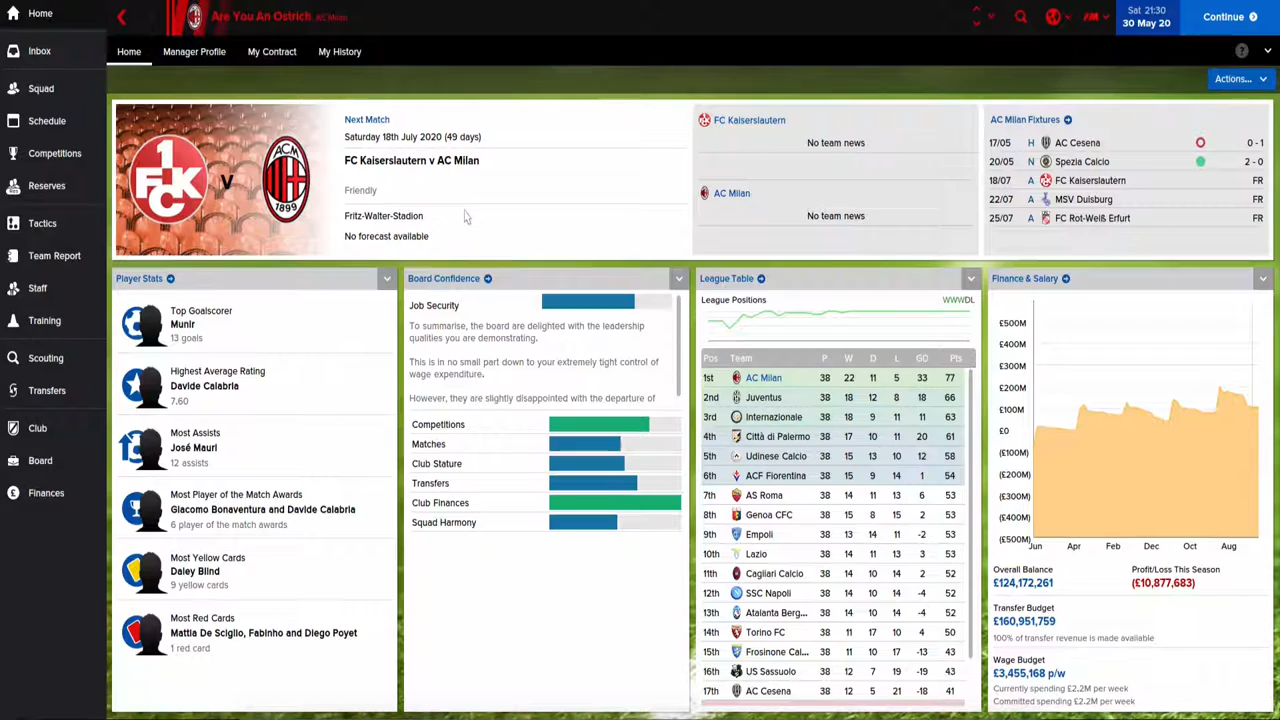 Home
Are You An Ostrich AC Milan
Sat 21:30
30 May 20
Continue
Inbox
Squad
Schedule
Competitions
Reserves
Tactics
Team Report
Staff
Training
Scouting
Transfers
Club
Board
Finances
Home Manager Profile My Contract My History
Actions...
1
FCK
V
ACM
1899
Next Match
Saturday 18th July 2020 (49 days)
FC Kaiserslautern v AC Milan
Friendly
Fritz-Walter-Stadion
No forecast available
FC Kaiserslautern
No team news
AC Milan
No team news
AC Milan Fixtures
17/05 H AC Cesena 0 - 1
20/05 N Spezia Calcio 2 - 0
18/07 A FC Kaiserslautern FR
22/07 A MSV Duisburg FR
25/07 A FC Rot-Weiß Erfurt FR
Player Stats
Top Goalscorer
Munir
13 goals
Highest Average Rating
Davide Calabria
7.60
Most Assists
José Mauri
12 assists
Most Player of the Match Awards
Giacomo Bonaventura and Davide Calabria
6 player of the match awards
Most Yellow Cards
Daley Blind
9 yellow cards
Most Red Cards
Mattia De Sciglio, Fabinho and Diego Poyet
1 red card
Board Confidence
Job Security
To summarise, the board are delighted with the leadership
qualities you are demonstrating.
This is in no small part down to your extremely tight control of
wage expenditure.
However, they are slightly disappointed with the departure of
Competitions
Matches
Club Stature
Transfers
Club Finances
Squad Harmony
League Table
League Positions WWWDL
Pos Team P W D L GD Pts
1st AC Milan 38 22 11 5 33 77
2nd Juventus 38 18 12 8 18 66
3rd Internazionale 38 18 9 11 11 63
4th Città di Palermo 38 17 10 11 20 61
5th Udinese Calcio 38 15 13 10 12 58
6th ACF Fiorentina 38 15 9 14 1 54
7th AS Roma 38 14 11 13 6 53
8th Genoa CFC 38 15 8 15 2 53
9th Empoli 38 13 14 11 -2 53
10th Lazio 38 14 11 13 3 53
11th Cagliari Calcio 38 14 10 14 2 52
12th SSC Napoli 38 14 10 14 -4 52
13th Atalanta Berg... 38 14 10 14 -4 52
14th Torino FC 38 11 17 10 4 50
15th Frosinone Cal... 38 11 10 17 -13 43
16th US Sassuolo 38 12 7 19 -19 43
17th AC Cesena 38 12 5 21 -18 41
Finance & Salary
£500M
£400M
£300M
£200M
£100M
£0
(£100M)
(£200M)
(£300M)
(£400M)
(£500M)
Jun Apr Feb Dec Oct Aug
Overall Balance
£124,172,261
Profit/Loss This Season
(£10,877,683)
Transfer Budget
£160,951,759
100% of transfer revenue is made available
Wage Budget
£3,455,168 p/w
Currently spending £2.2M per week
Committed spending £2.2M per week